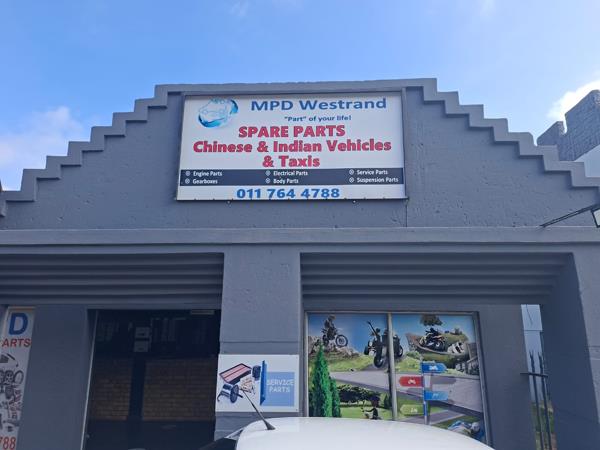 MPD Westrand
"Part" of your life!
SPARE PARTS
Chinese & Indian Vehicles
& Taxis
Engine Parts
Electrical Parts
Service Parts
Gearboxes
Body Parts
Suspension Parts
011 764 4788
D
ARTS
788
SERVICE
PARTS